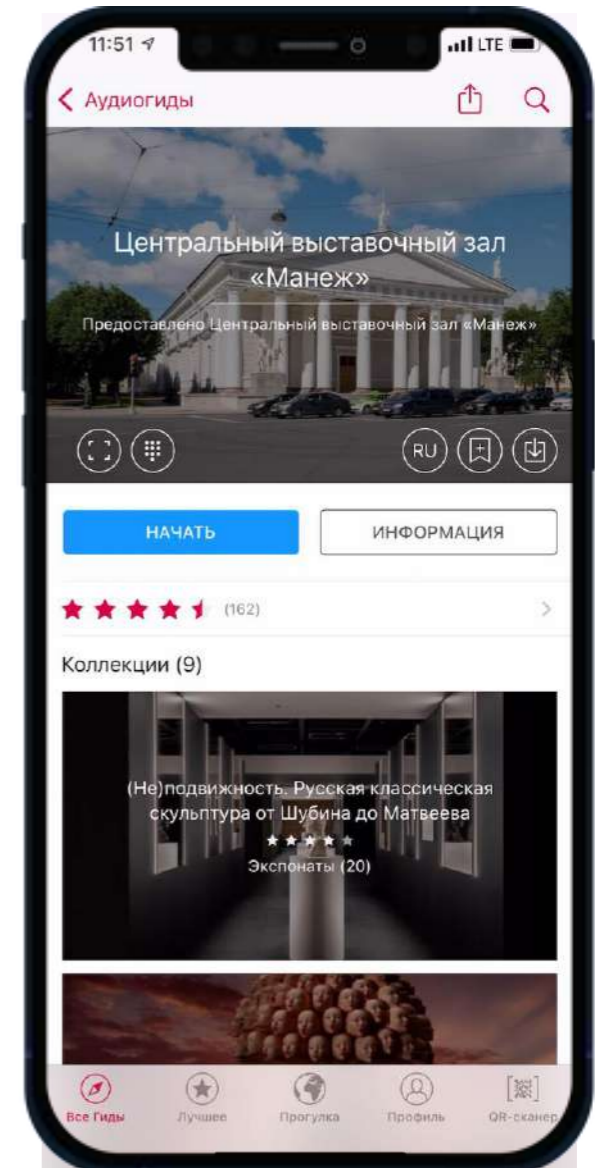 11:51
LTE
Аудиогиды
Центральный выставочный зал
«Манеж»
Предоставлено Центральный выставочный зал «Манеж»
RU
НАЧАТЬ
ИНФОРМАЦИЯ
(162)
Коллекции (9)
(Не)подвижность. Русская классическая
скульптура от Шубина до Матвеева
Экспонаты (20)
Все Гиды
Лучшее
Прогулка
Профиль
QR-сканер